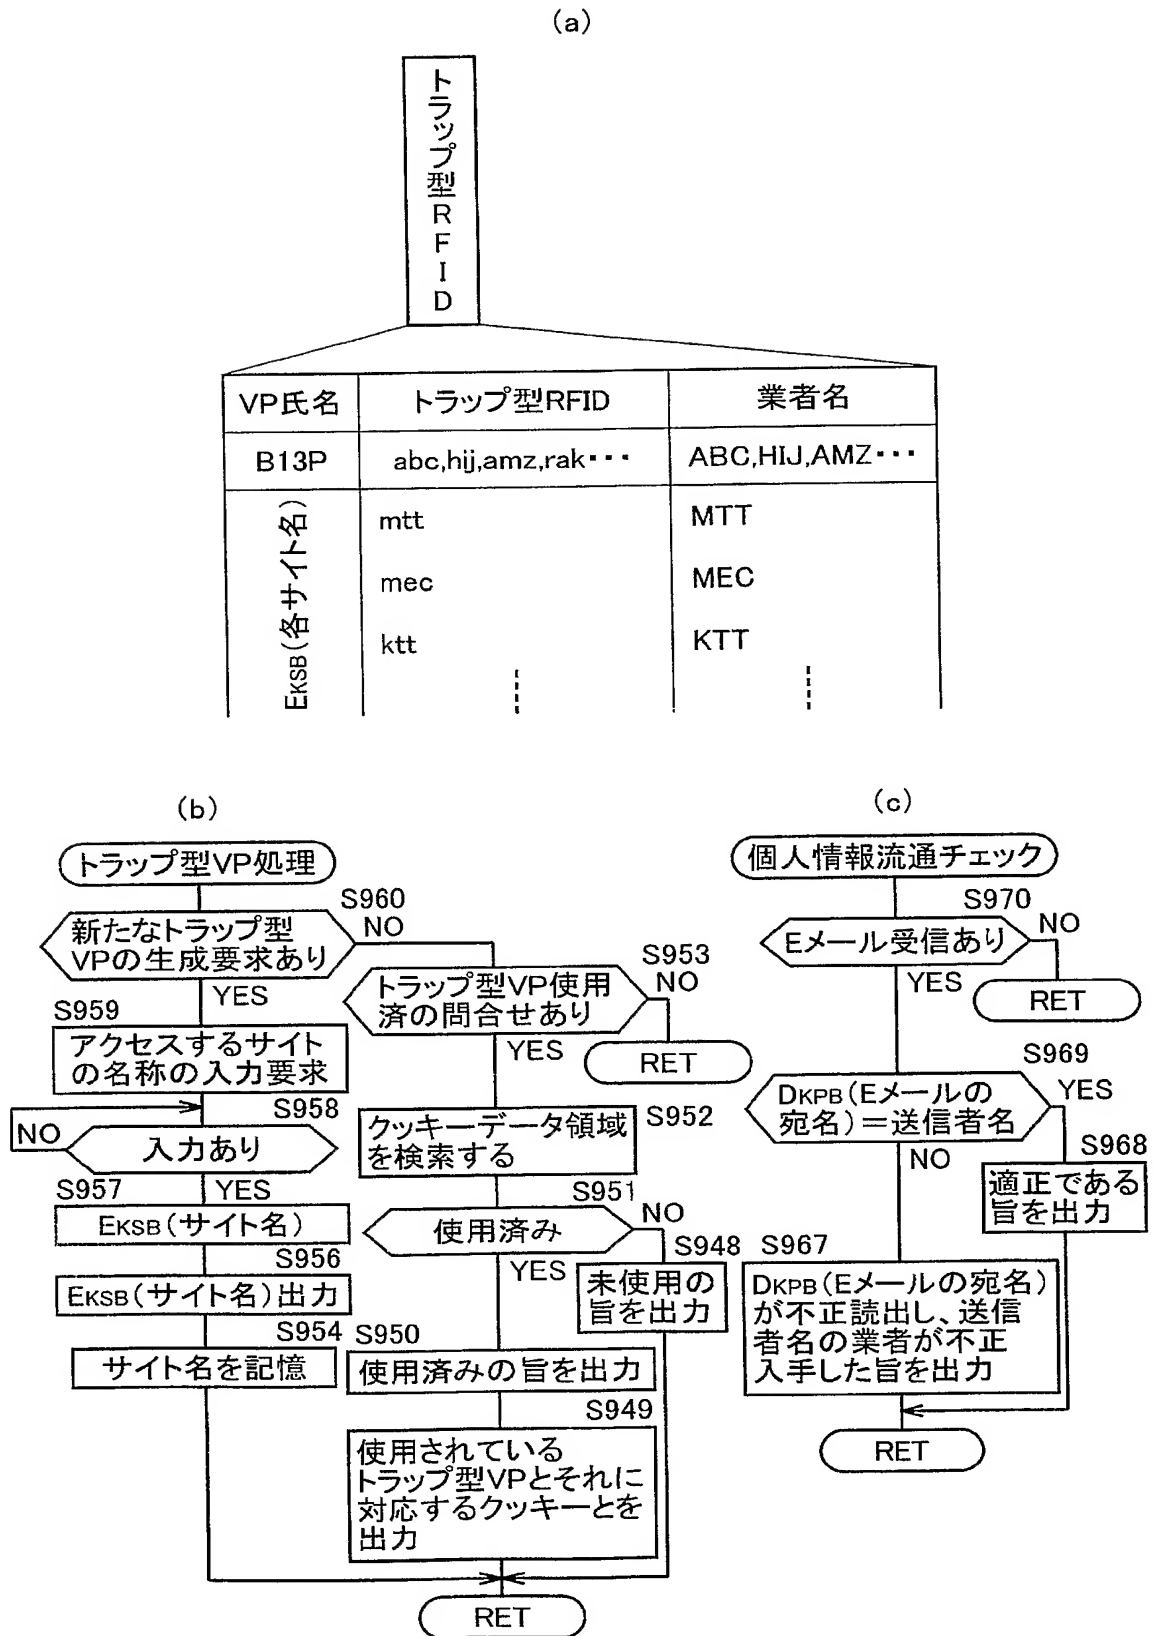 (a)
トラップ型RFID
VP氏名 トラップ型RFID 業者名
B13P abc,hij,amz,rak・・・ ABC,HIJ,AMZ・・・
EKSB(各サイト名)
mtt MTT
mec MEC
ktt KTT
(b)
トラップ型VP処理
S960
新たなトラップ型
VPの生成要求あり
NO
YES
S959
アクセスするサイト
の名称の入力要求
S958
入力あり
NO
YES
S957
EKSB(サイト名)
S956
EKSB(サイト名)出力
S954
サイト名を記憶
S953
トラップ型VP使用
済の問合せあり
NO
RET
YES
S952
クッキーデータ領域
を検索する
S951
使用済み
NO
YES
S948
未使用の
旨を出力
S950
使用済みの旨を出力
S949
使用されている
トラップ型VPとそれに
対応するクッキーとを
出力
RET
(c)
個人情報流通チェック
S970
Eメール受信あり
NO
RET
YES
S969
DKPB(Eメールの
宛名)=送信者名
YES
NO
S968
適正である
旨を出力
S967
DKPB(Eメールの宛名)
が不正読出し、送信
者名の業者が不正
入手した旨を出力
RET